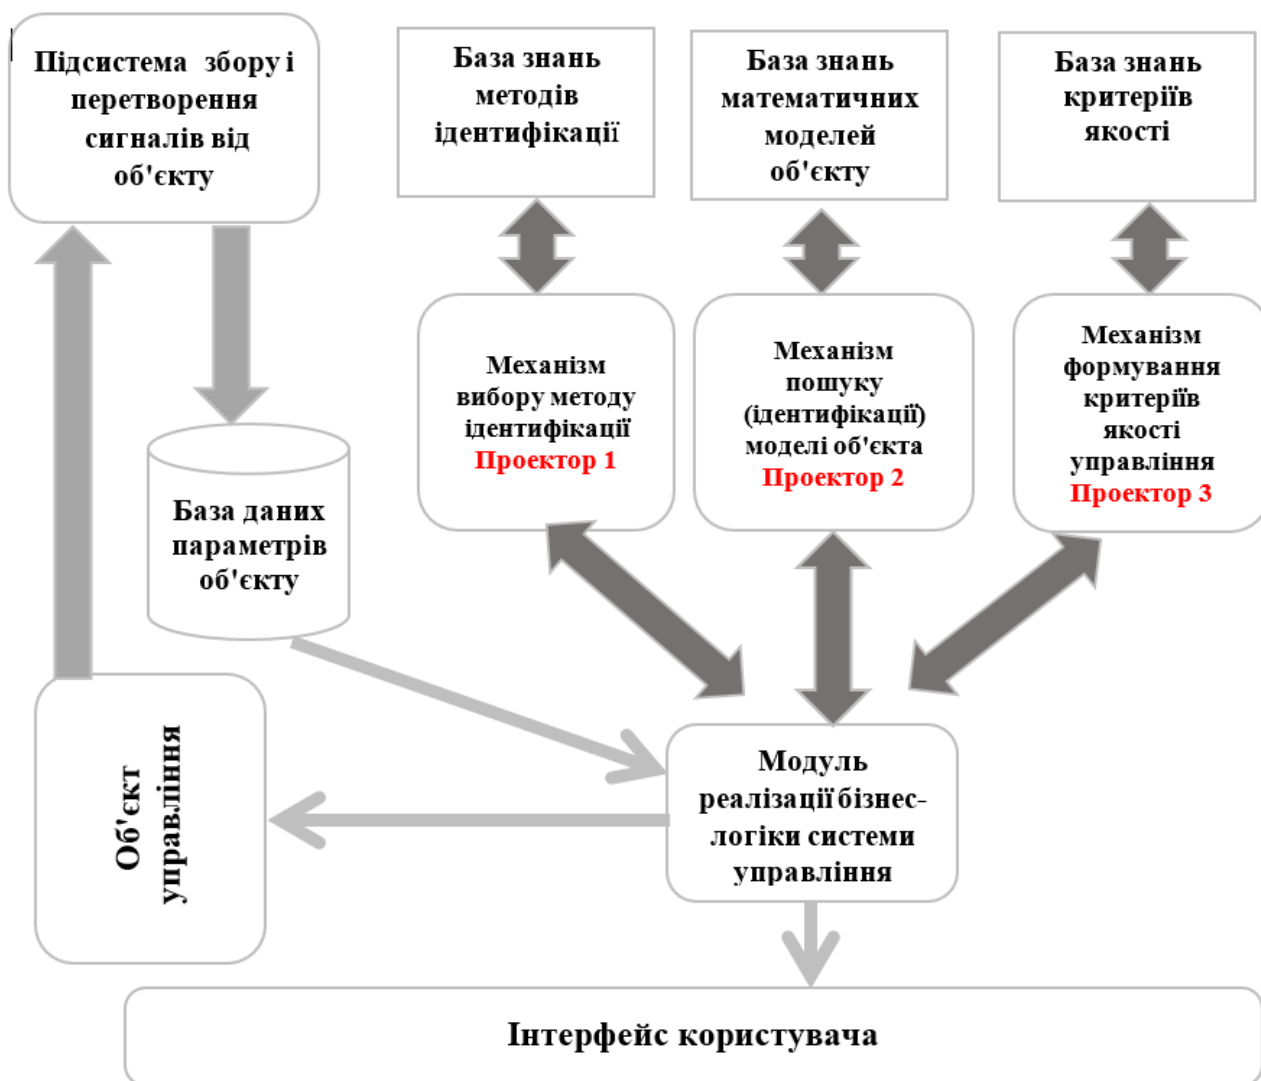 Підсистема збору і
перетворення
сигналів від
об'єкту
База знань
методів
ідентифікації
База знань
математичних
моделей
об'єкту
База знань
критеріїв
якості
Механізм
вибору методу
ідентифікації
Проектор 1
Механізм
пошуку
(ідентифікації)
моделі об'єкта
Проектор 2
Механізм
формування
критеріїв
якості
управління
Проектор 3
База даних
параметрів
об'єкту
Об'єкт
управління
Модуль
реалізації бізнес-
логіки системи
управління
Інтерфейс користувача